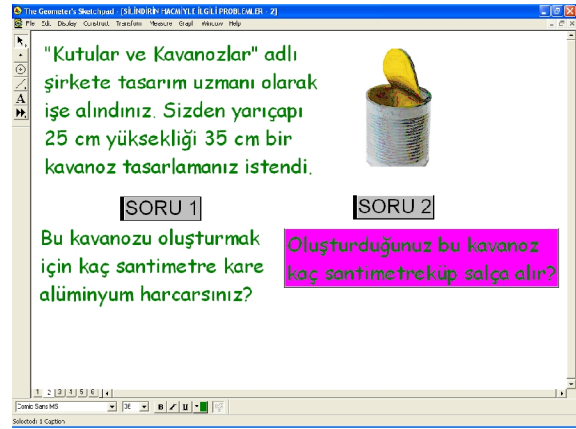 The Geometer's Sketchpad - [SİLİNDİRİN HACMİYLE İLGİLİ PROBLEMLER - 2]
File Edit Display Construct Transform Measure Graph Window Help
"Kutular ve Kavanozlar" adlı
şirkete tasarım uzmanı olarak
işe alındınız. Sizden yarıçapı
25 cm yüksekliği 35 cm bir
kavanoz tasarlamanız istendi.
SORU 1
SORU 2
Bu kavanozu oluşturmak
için kaç santimetre kare
alüminyum harcarsınız?
Oluşturduğunuz bu kavanoz
kaç santimetreküp salça alır?
A
1 2 3 4 5 6
Comic Sans MS 36 B I U
Selected: 1 Caption